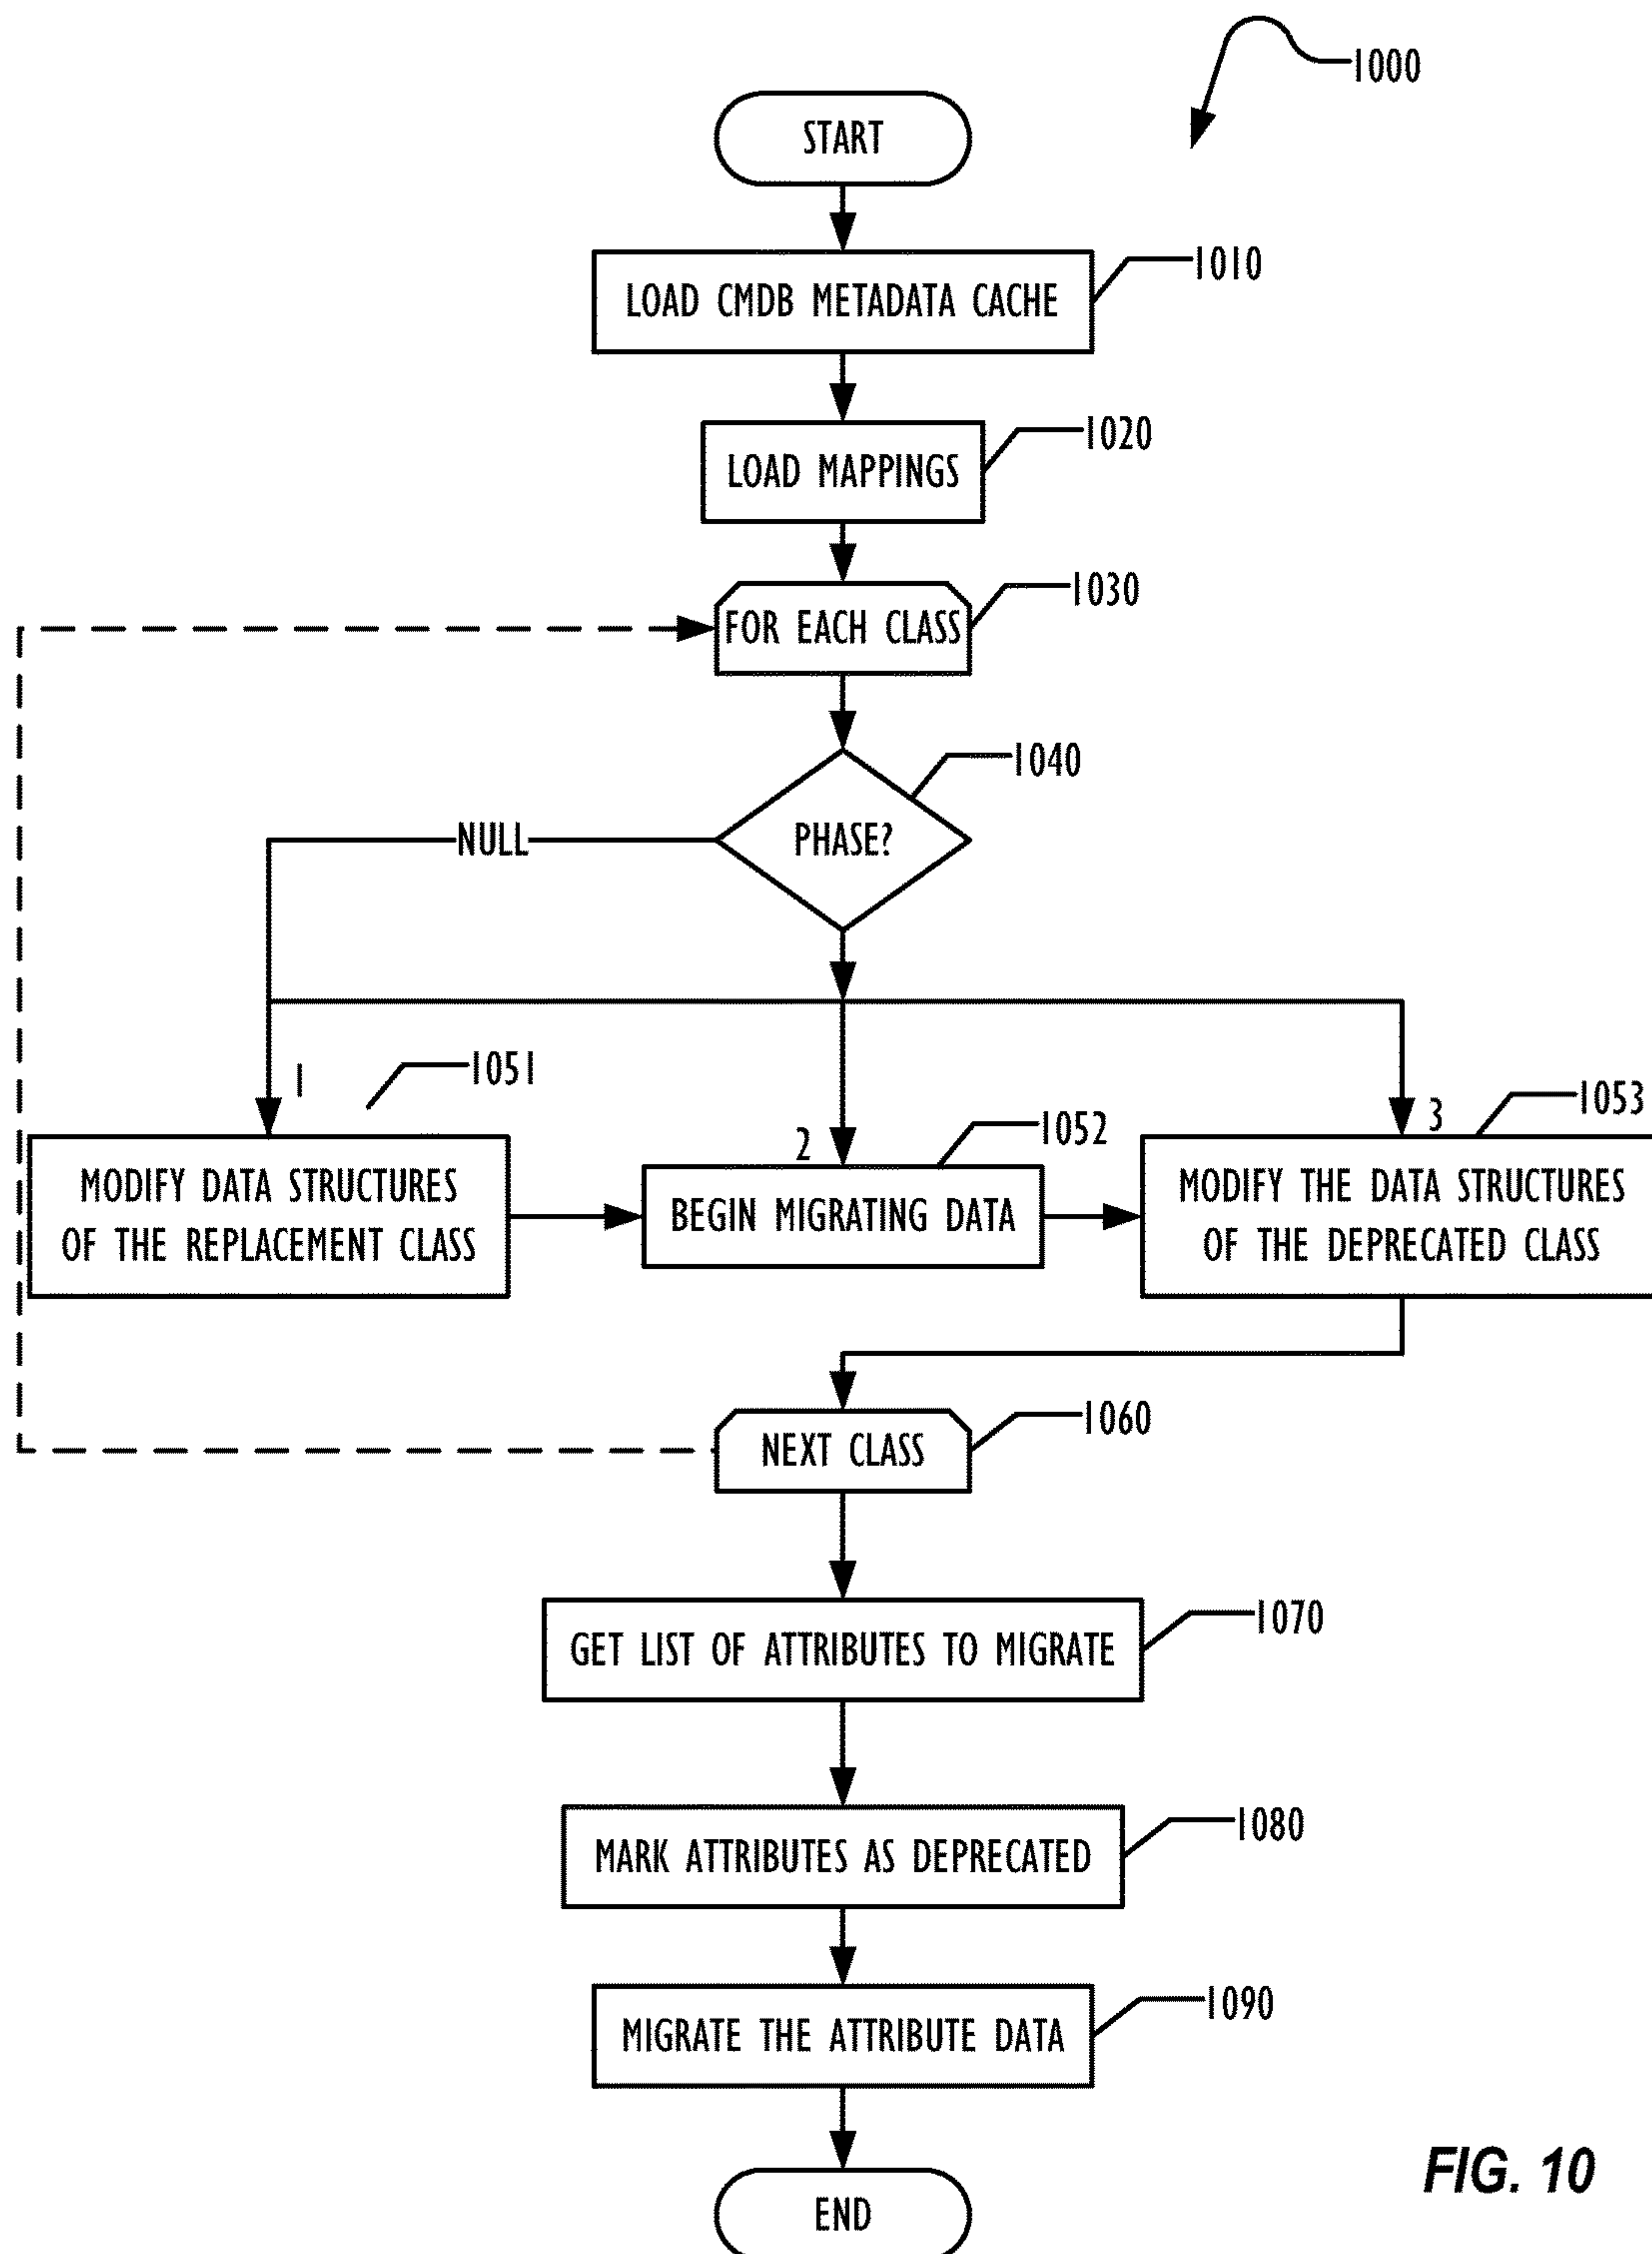 1000
START
1010
LOAD CMDB METADATA CACHE
1020
LOAD MAPPINGS
1030
FOR EACH CLASS
1040
PHASE?
NULL
1
1051
2
1052
3
1053
MODIFY DATA STRUCTURES
OF THE REPLACEMENT CLASS
BEGIN MIGRATING DATA
MODIFY THE DATA STRUCTURES
OF THE DEPRECATED CLASS
1060
NEXT CLASS
1070
GET LIST OF ATTRIBUTES TO MIGRATE
1080
MARK ATTRIBUTES AS DEPRECATED
1090
MIGRATE THE ATTRIBUTE DATA
END
FIG. 10